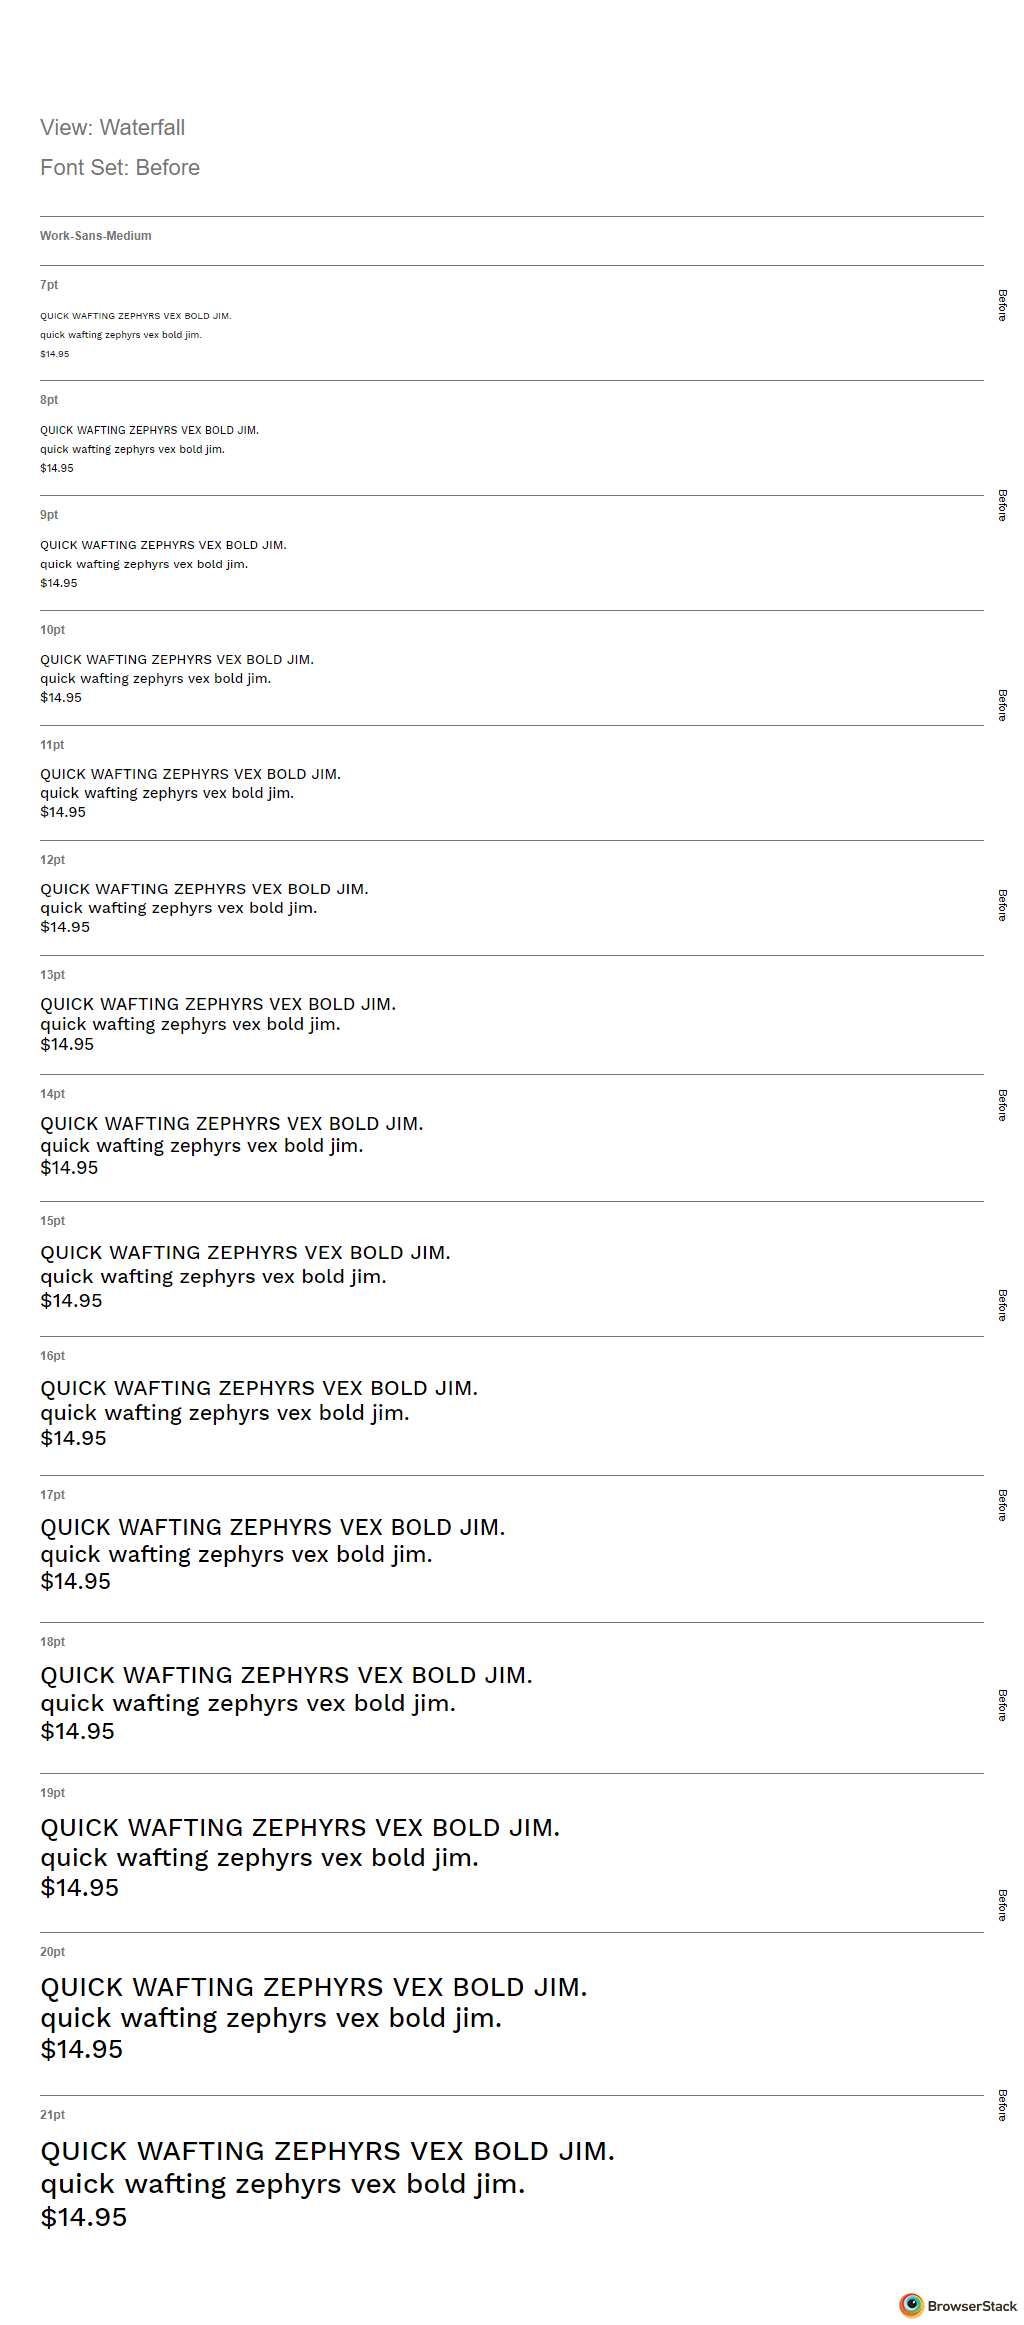 View: Waterfall
Font Set: Before
Work-Sans-Medium
7pt
QUICK WAFTING ZEPHYRS VEX BOLD JIM.
quick wafting zephyrs vex bold jim.
$14.95
Before
8pt
QUICK WAFTING ZEPHYRS VEX BOLD JIM.
quick wafting zephyrs vex bold jim.
$14.95
9pt
Before
QUICK WAFTING ZEPHYRS VEX BOLD JIM.
quick wafting zephyrs vex bold jim.
$14.95
10pt
QUICK WAFTING ZEPHYRS VEX BOLD JIM.
quick wafting zephyrs vex bold jim.
$14.95
Before
11pt
QUICK WAFTING ZEPHYRS VEX BOLD JIM.
quick wafting zephyrs vex bold jim.
$14.95
12pt
QUICK WAFTING ZEPHYRS VEX BOLD JIM.
quick wafting zephyrs vex bold jim.
$14.95
Before
13pt
QUICK WAFTING ZEPHYRS VEX BOLD JIM.
quick wafting zephyrs vex bold jim.
$14.95
14pt
QUICK WAFTING ZEPHYRS VEX BOLD JIM.
quick wafting zephyrs vex bold jim.
$14.95
Before
15pt
QUICK WAFTING ZEPHYRS VEX BOLD JIM.
quick wafting zephyrs vex bold jim.
$14.95
Before
16pt
QUICK WAFTING ZEPHYRS VEX BOLD JIM.
quick wafting zephyrs vex bold jim.
$14.95
17pt
QUICK WAFTING ZEPHYRS VEX BOLD JIM.
quick wafting zephyrs vex bold jim.
$14.95
Before
18pt
QUICK WAFTING ZEPHYRS VEX BOLD JIM.
quick wafting zephyrs vex bold jim.
$14.95
Before
19pt
QUICK WAFTING ZEPHYRS VEX BOLD JIM.
quick wafting zephyrs vex bold jim.
$14.95
Before
20pt
QUICK WAFTING ZEPHYRS VEX BOLD JIM.
quick wafting zephyrs vex bold jim.
$14.95
21pt
Before
QUICK WAFTING ZEPHYRS VEX BOLD JIM.
quick wafting zephyrs vex bold jim.
$14.95
BrowserStack